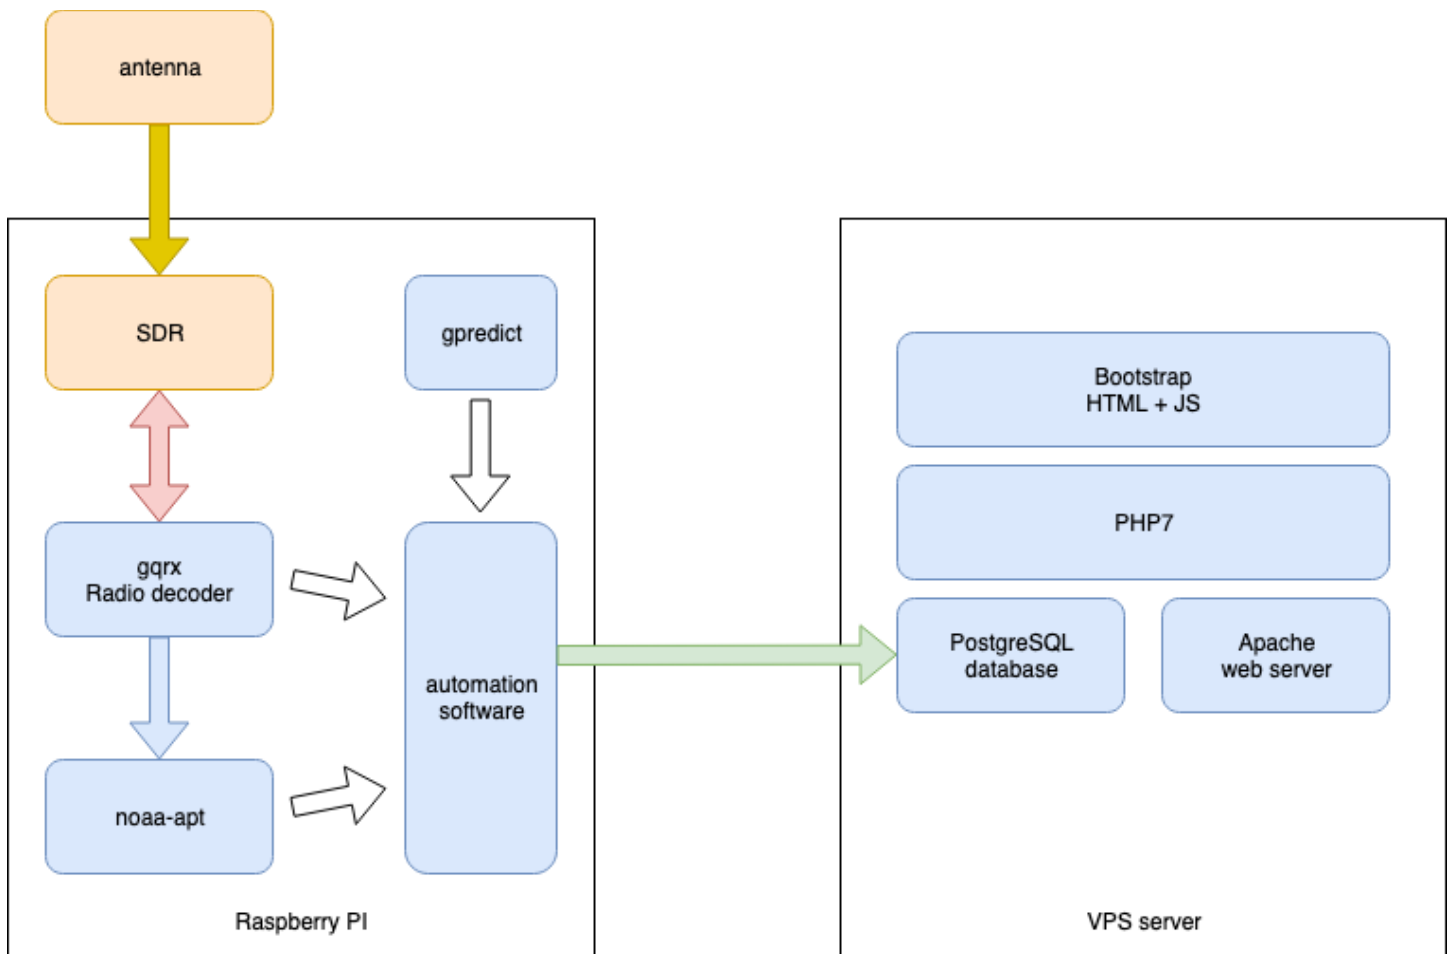 antenna
SDR
gpredict
gqrx
Radio decoder
automation
software
noaa-apt
Raspberry PI
Bootstrap
HTML + JS
PHP7
PostgreSQL
database
Apache
web server
VPS server